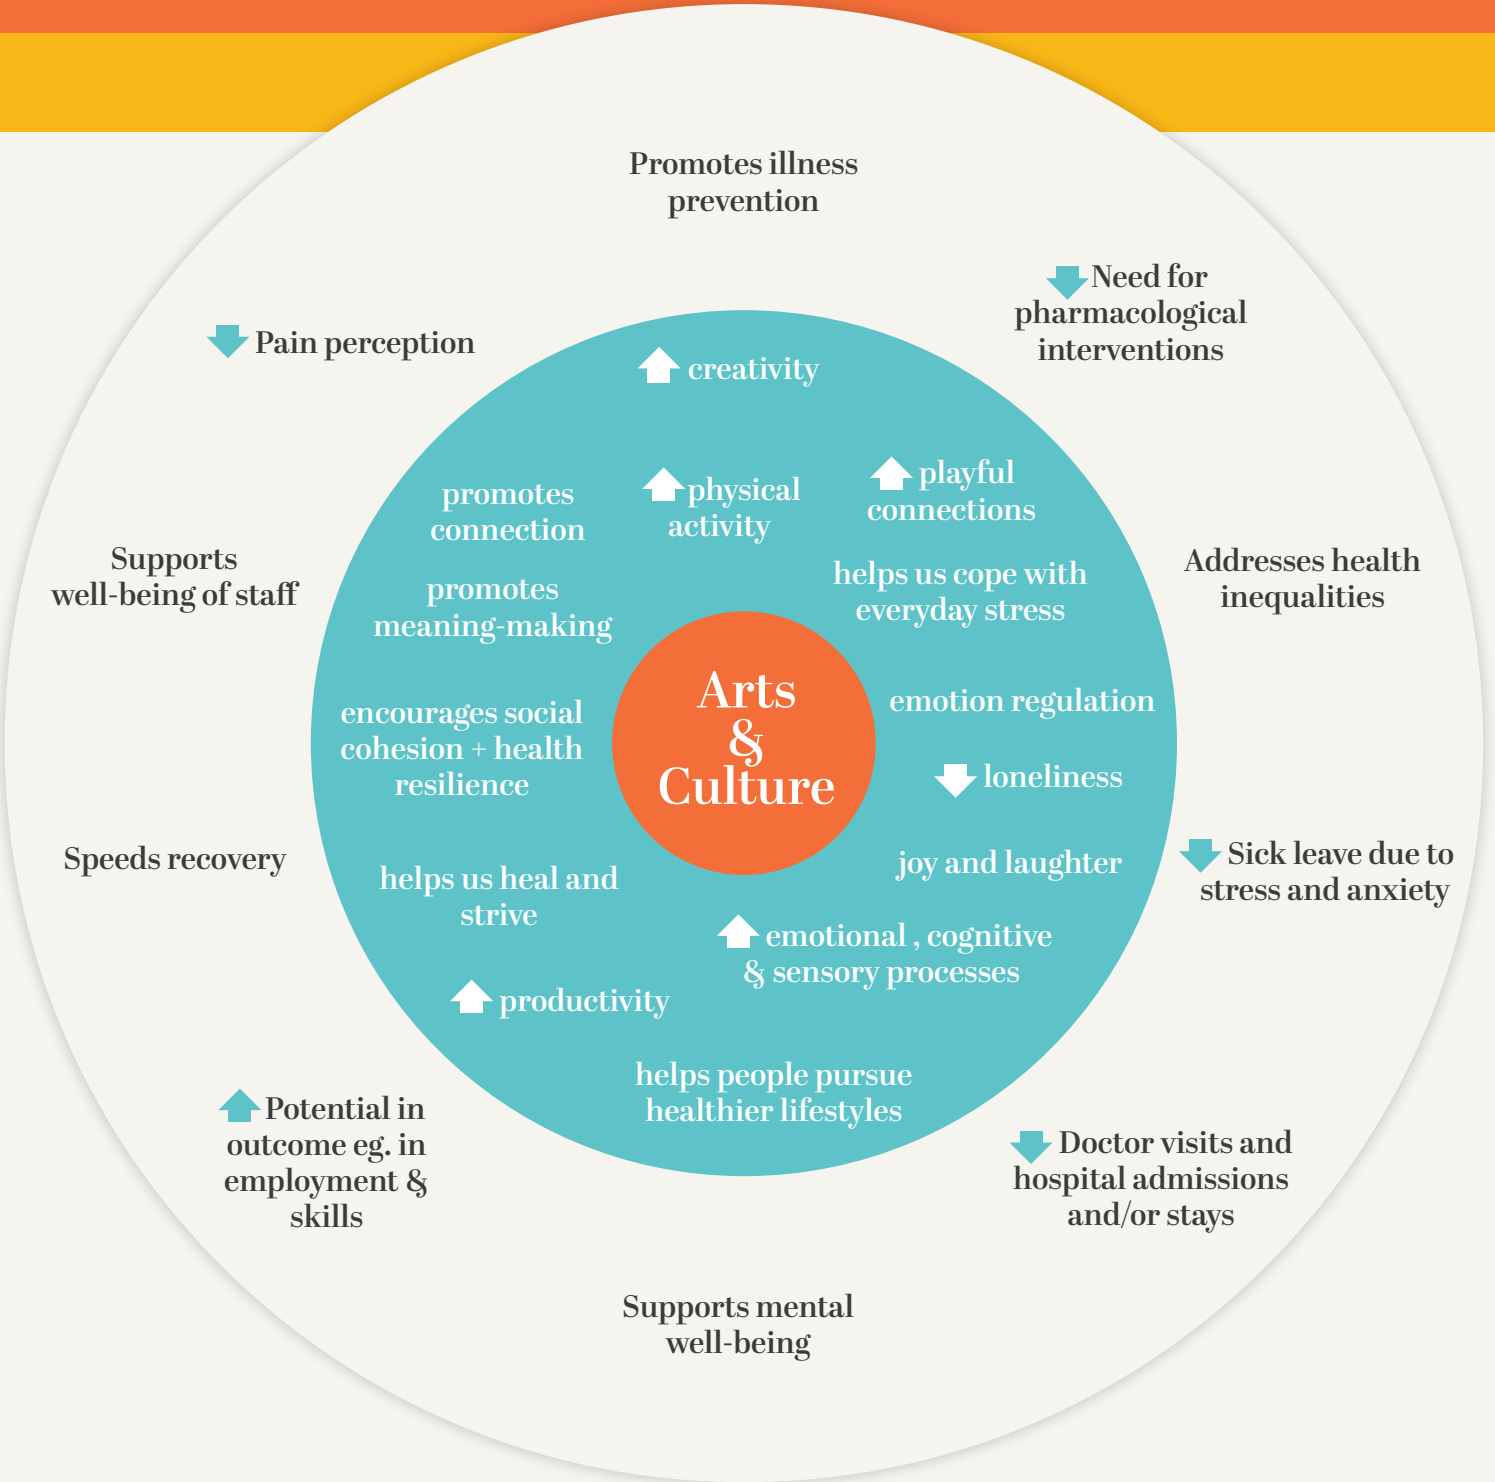 Promotes illness
prevention
Need for
pharmacological
interventions
Pain perception
creativity
physical
activity
playful
connections
promotes
connection
promotes
meaning-making
helps us cope with
everyday stress
Supports
well-being of staff
Addresses health
inequalities
Arts
&
Culture
encourages social
cohesion + health
resilience
emotion regulation
loneliness
joy and laughter
Speeds recovery
Sick leave due to
stress and anxiety
helps us heal and
strive
emotional , cognitive
& sensory processes
productivity
helps people pursue
healthier lifestyles
Potential in
outcome eg. in
employment &
skills
Doctor visits and
hospital admissions
and/or stays
Supports mental
well-being